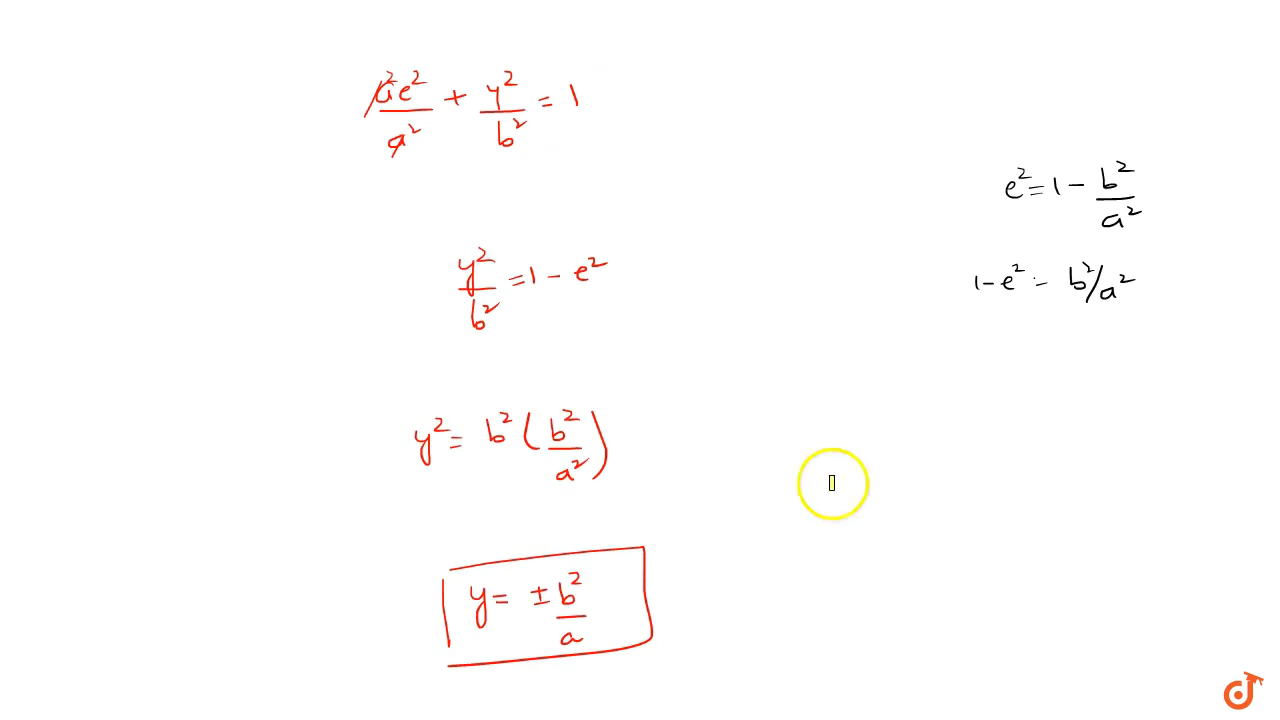 a²e²/a² + y²/b² = 1
e² = 1 - b²/a²
y²/b² = 1 - e²
1 - e² = b²/a²
y² = b² (b²/a²)
y = ± b²/a